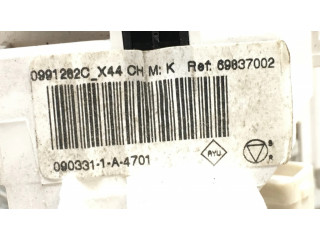 0991262C_X44 CH M: K Ref: 69837002
090331-1-A-4701
AYU
B
R